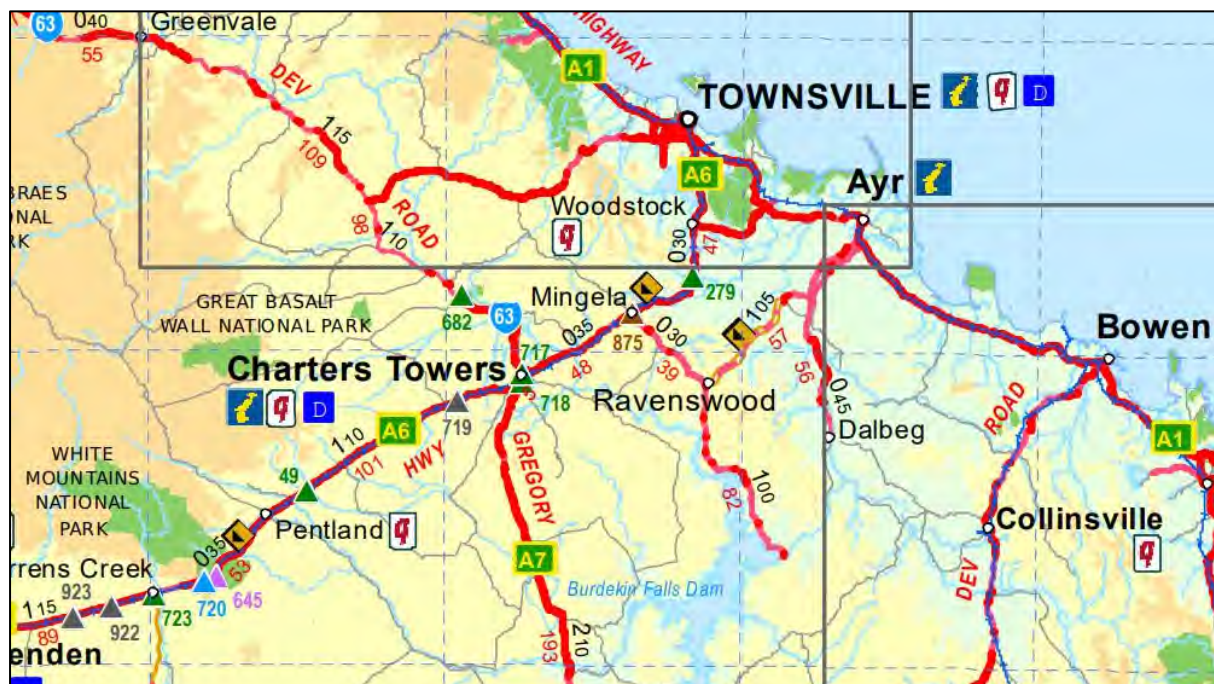 63
040
Greenvale
55
DEV
HIGHWAY
A1
TOWNSVILLE
D
115
109
BRAES
ONAL
RK
98
ROAD
110
A6
Ayr
Woodstock
030
47
GREAT BASALT
WALL NATIONAL PARK
682
63
Mingela
279
035
875
030
105
57
Bowen
717
48
39
56
Charters Towers
718
Ravenswood
045
ROAD
D
719
A6
110
101
HWY
GREGORY
Dalbeg
A1
WHITE
MOUNTAINS
NATIONAL
PARK
49
Pentland
82
100
Collinsville
035
53
A7
rrens Creek
Burdekin Falls Dam
DEV
923
115
89
922
723
720
645
210
193
enden